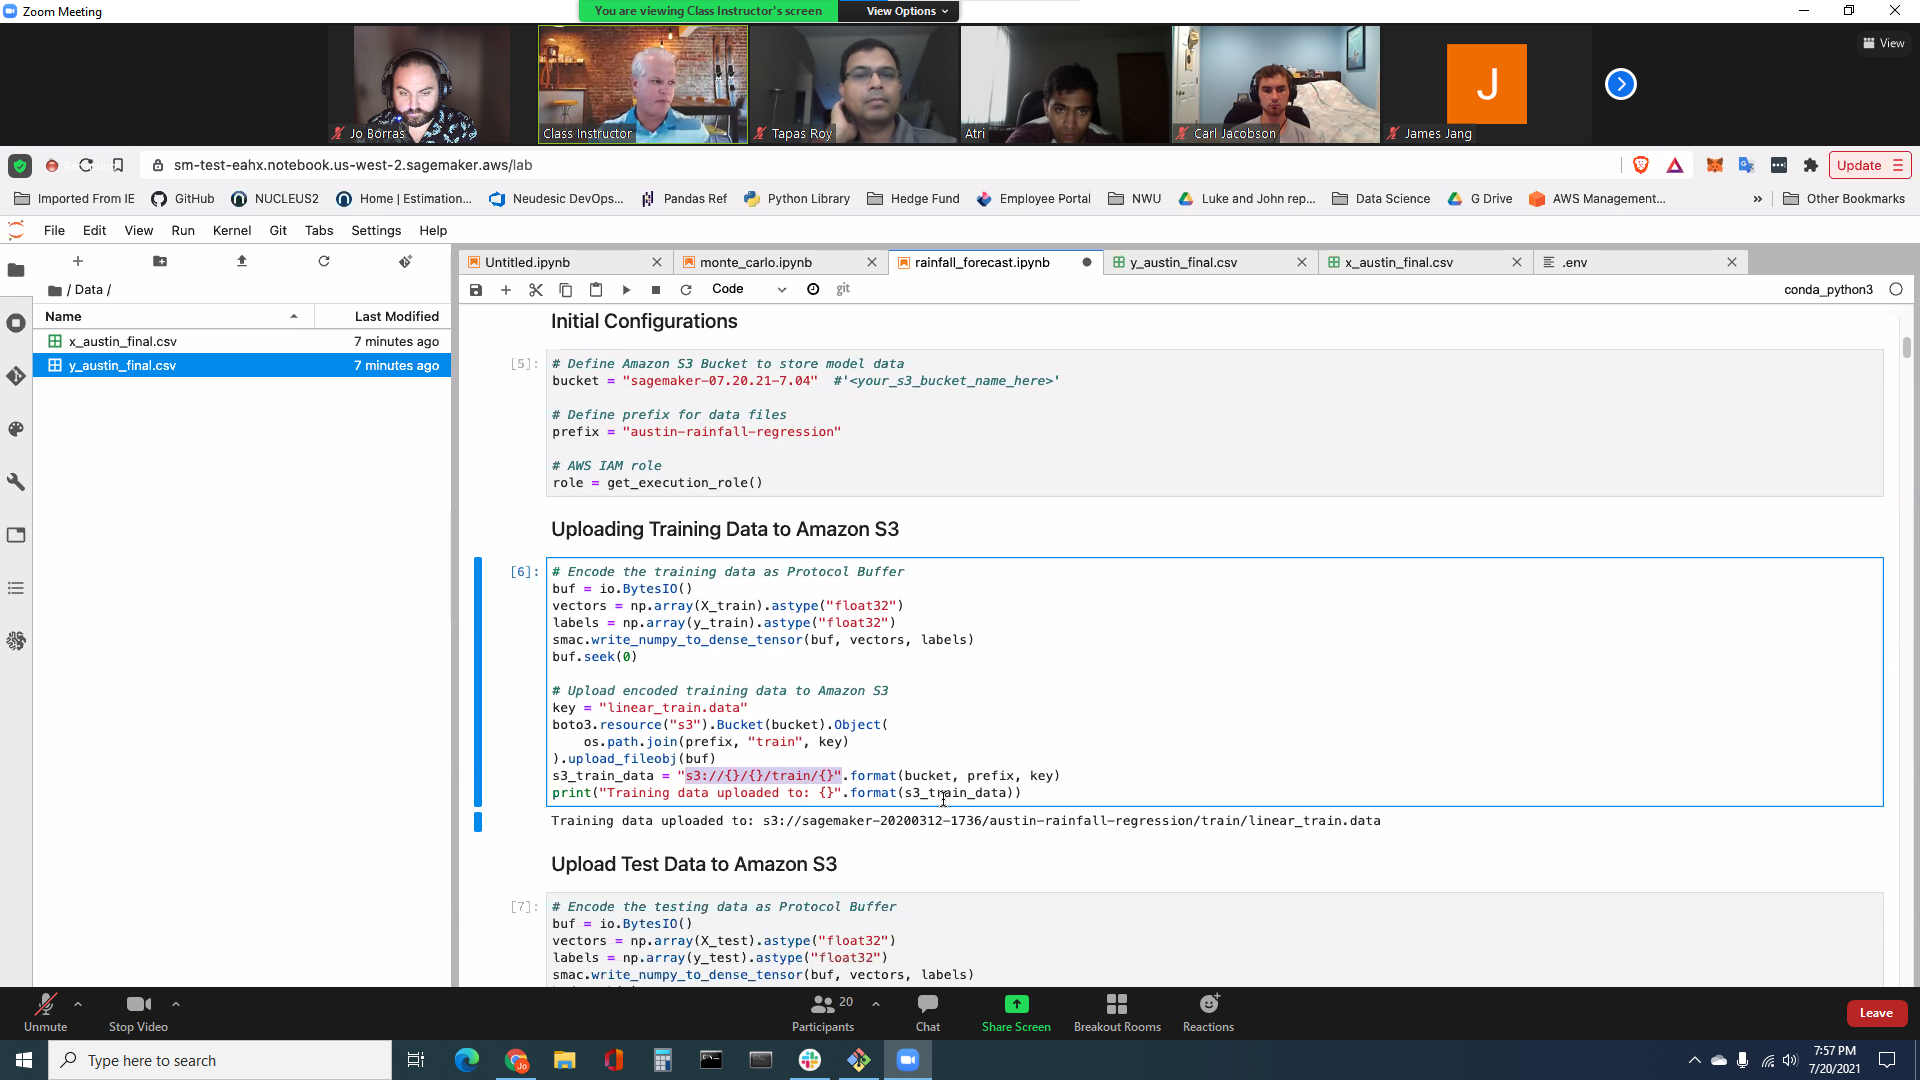 Zoom Meeting
You are viewing Class Instructor's screen
View Options
View
Jo Borras
Class Instructor
Tapas Roy
Atri
Carl Jacobson
J
James Jang
sm-test-eahx.notebook.us-west-2.sagemaker.aws/lab
Update
Imported From IE
GitHub
NUCLEUS2
Home | Estimation...
Neudesic DevOps...
Pandas Ref
Python Library
Hedge Fund
Employee Portal
NWU
Luke and John rep...
Data Science
G Drive
AWS Management...
»
Other Bookmarks
File Edit View Run Kernel Git Tabs Settings Help
/ Data /
Name
Last Modified
x_austin_final.csv
7 minutes ago
y_austin_final.csv
7 minutes ago
Untitled.ipynb
monte_carlo.ipynb
rainfall_forecast.ipynb
y_austin_final.csv
x_austin_final.csv
.env
Code
git
conda_python3
Initial Configurations
[5]:
# Define Amazon S3 Bucket to store model data
bucket = "sagemaker-07.20.21-7.04"  #'<your_s3_bucket_name_here>'
# Define prefix for data files
prefix = "austin-rainfall-regression"
# AWS IAM role
role = get_execution_role()
Uploading Training Data to Amazon S3
[6]:
# Encode the training data as Protocol Buffer
buf = io.BytesIO()
vectors = np.array(X_train).astype("float32")
labels = np.array(y_train).astype("float32")
smac.write_numpy_to_dense_tensor(buf, vectors, labels)
buf.seek(0)
# Upload encoded training data to Amazon S3
key = "linear_train.data"
boto3.resource("s3").Bucket(bucket).Object(
    os.path.join(prefix, "train", key)
).upload_fileobj(buf)
s3_train_data = "s3://{}/{}/train/{}".format(bucket, prefix, key)
print("Training data uploaded to: {}".format(s3_train_data))
Training data uploaded to: s3://sagemaker-20200312-1736/austin-rainfall-regression/train/linear_train.data
Upload Test Data to Amazon S3
[7]:
# Encode the testing data as Protocol Buffer
buf = io.BytesIO()
vectors = np.array(X_test).astype("float32")
labels = np.array(y_test).astype("float32")
smac.write_numpy_to_dense_tensor(buf, vectors, labels)
Unmute
Stop Video
20
Participants
Chat
Share Screen
Breakout Rooms
Reactions
Leave
Type here to search
7:57 PM
7/20/2021